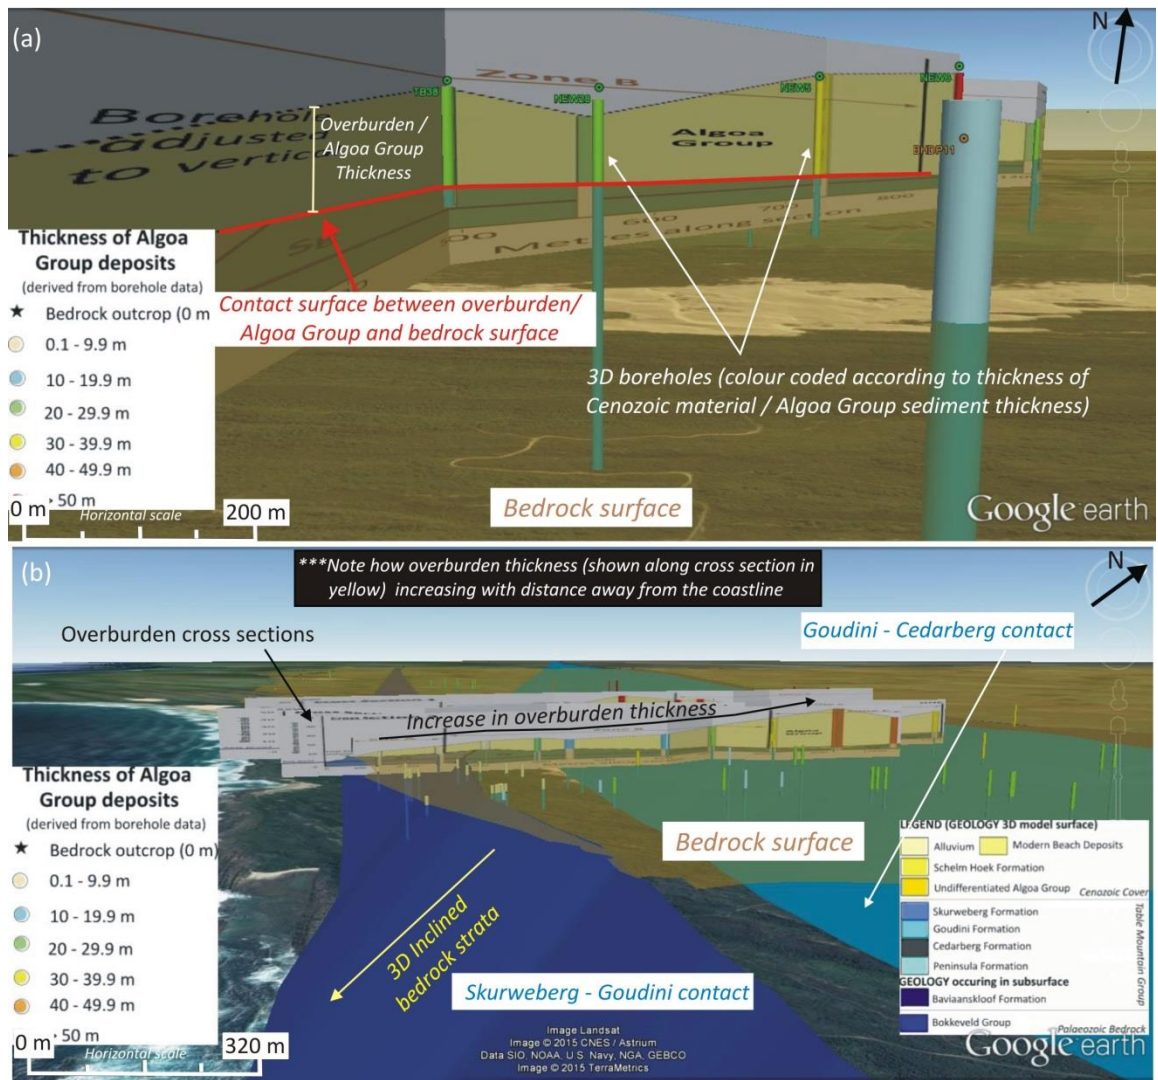 (a)
N
Zone B
TB38
NEW28
NEW5
NEW6
BHDP11
Borehole
adjusted
to vertical
Overburden /
Algoa Group
Thickness
Algoa
Group
600
700
800
Metres along section
Thickness of Algoa
Group deposits
(derived from borehole data)
Bedrock outcrop (0 m
0.1 - 9.9 m
10 - 19.9 m
20 - 29.9 m
30 - 39.9 m
40 - 49.9 m
50 m
Contact surface between overburden/
Algoa Group and bedrock surface
3D boreholes (colour coded according to thickness of
Cenozoic material / Algoa Group sediment thickness)
Bedrock surface
0 m
Horizontal scale
200 m
Google earth
(b)
***Note how overburden thickness (shown along cross section in
yellow) increasing with distance away from the coastline
N
Overburden cross sections
Goudini - Cedarberg contact
Increase in overburden thickness
Thickness of Algoa
Group deposits
(derived from borehole data)
Bedrock outcrop (0 m)
0.1 - 9.9 m
10 - 19.9 m
20 - 29.9 m
30 - 39.9 m
40 - 49.9 m
50 m
Bedrock surface
3D Inclined
bedrock strata
Skurweberg - Goudini contact
LEGEND (GEOLOGY 3D model surface)
Alluvium
Modern Beach Deposits
Schelm Hoek Formation
Undifferentiated Algoa Group
Cenozoic Cover
Skurweberg Formation
Goudini Formation
Cedarberg Formation
Peninsula Formation
Table Mountain Group
GEOLOGY occuring in subsurface
Baviaanskloof Formation
Bokkeveld Group
Palaeozoic Bedrock
0 m
Horizontal scale
320 m
Image Landsat
Image © 2015 CNES / Astrium
Data SIO, NOAA, U.S. Navy, NGA, GEBCO
Image © 2015 TerraMetrics
Google earth